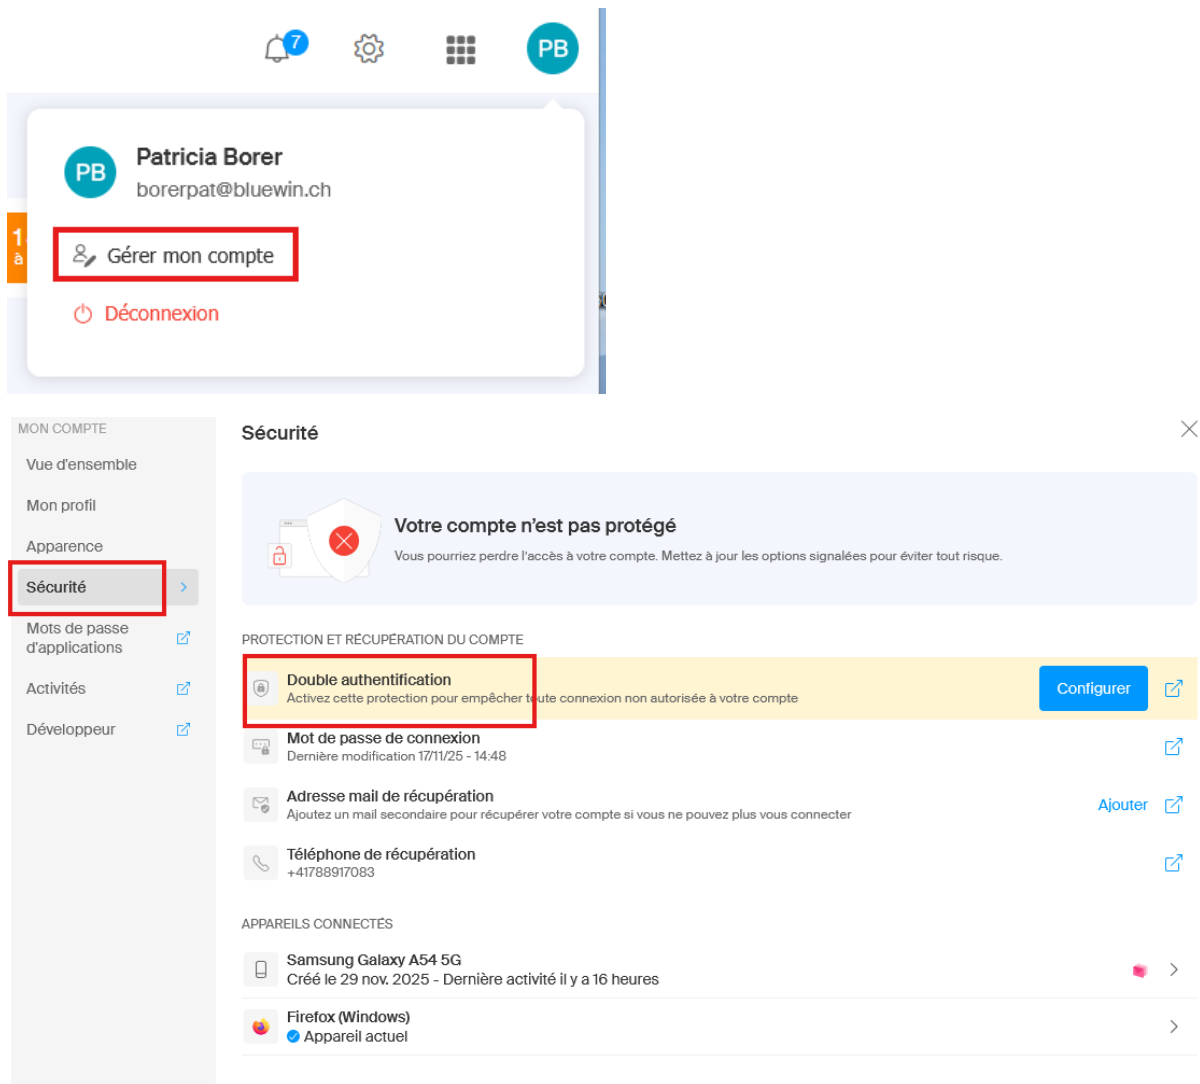 7
PB
PB
Patricia Borer
borerpat@bluewin.ch
1
à
Gérer mon compte
Déconnexion
MON COMPTE
Vue d'ensemble
Mon profil
Apparence
Sécurité
Mots de passe
d'applications
Activités
Développeur
Sécurité
Votre compte n'est pas protégé
Vous pourriez perdre l'accès à votre compte. Mettez à jour les options signalées pour éviter tout risque.
PROTECTION ET RÉCUPÉRATION DU COMPTE
Double authentification
Activez cette protection pour empêcher toute connexion non autorisée à votre compte
Configurer
Mot de passe de connexion
Dernière modification 17/11/25 - 14:48
Adresse mail de récupération
Ajoutez un mail secondaire pour récupérer votre compte si vous ne pouvez plus vous connecter
Ajouter
Téléphone de récupération
+41788917083
APPAREILS CONNECTÉS
Samsung Galaxy A54 5G
Créé le 29 nov. 2025 - Dernière activité il y a 16 heures
Firefox (Windows)
Appareil actuel